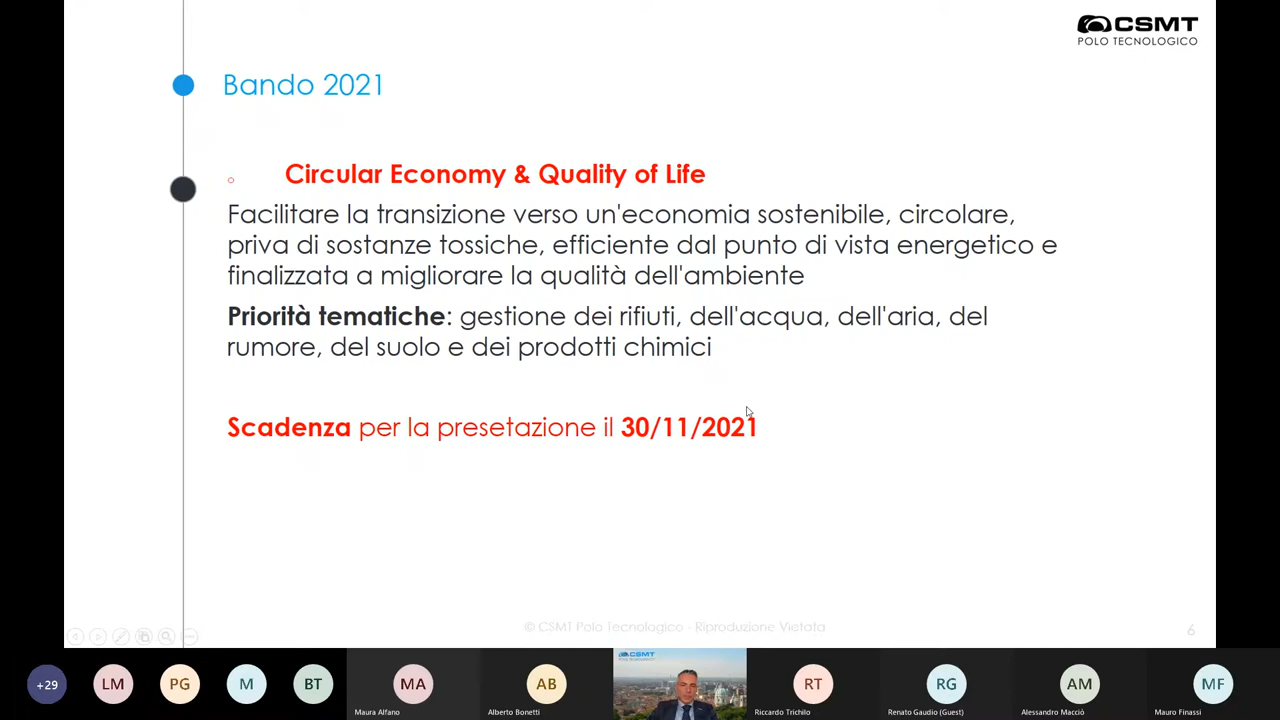 CSMT
POLO TECNOLOGICO
Bando 2021
Circular Economy & Quality of Life
Facilitare la transizione verso un'economia sostenibile, circolare,
priva di sostanze tossiche, efficiente dal punto di vista energetico e
finalizzata a migliorare la qualità dell'ambiente
Priorità tematiche: gestione dei rifiuti, dell'acqua, dell'aria, del
rumore, del suolo e dei prodotti chimici
Scadenza per la presetazione il 30/11/2021
© CSMT Polo Tecnologico - Riproduzione Vietata
6
+29
LM
PG
M
BT
MA
Maura Alfano
AB
Alberto Bonetti
CSMT
RT
Riccardo Trichilo
RG
Renato Gaudio (Guest)
AM
Alessandro Macciò
MF
Mauro Finassi